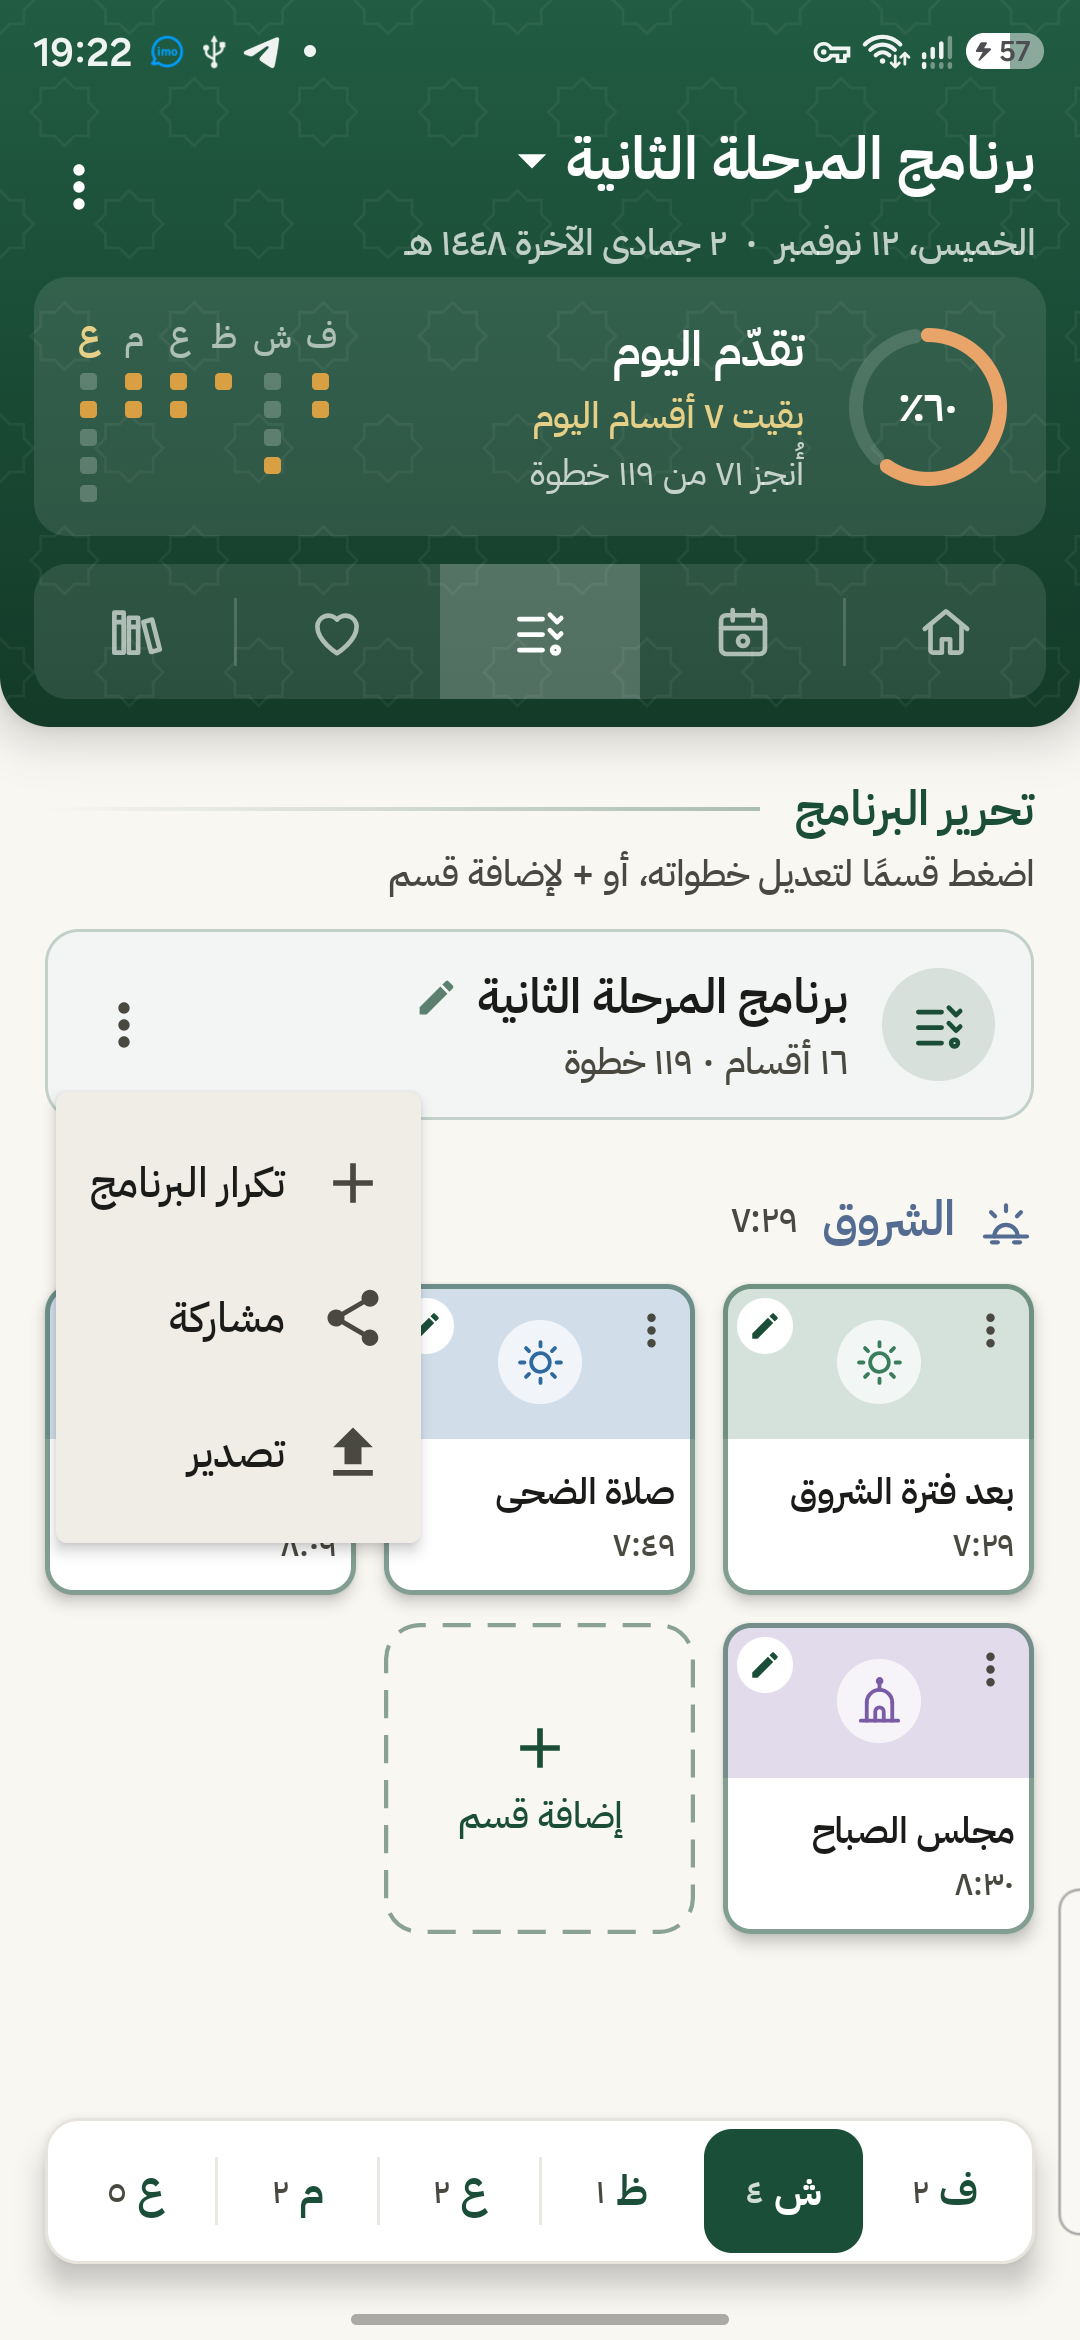 19:22
imo
57
برنامج المرحلة الثانية
الخميس، ١٢ نوفمبر • ٢ جمادى الآخرة ١٤٤٨ هـ
٪٦٠
تقدّم اليوم
بقيت ٧ أقسام اليوم
أُنجز ٧١ من ١١٩ خطوة
ف ش ظ ع م ع
تحرير البرنامج
اضغط قسمًا لتعديل خطواته، أو + لإضافة قسم
برنامج المرحلة الثانية
١٦ أقسام • ١١٩ خطوة
تكرار البرنامج
مشاركة
تصدير
الشروق ٧:٢٩
بعد فترة الشروق
٧:٢٩
صلاة الضحى
٧:٤٩
٨:٠٩
مجلس الصباح
٨:٣٠
إضافة قسم
ف ٢
ش ٤
ظ ١
ع ٢
م ٢
ع ٥